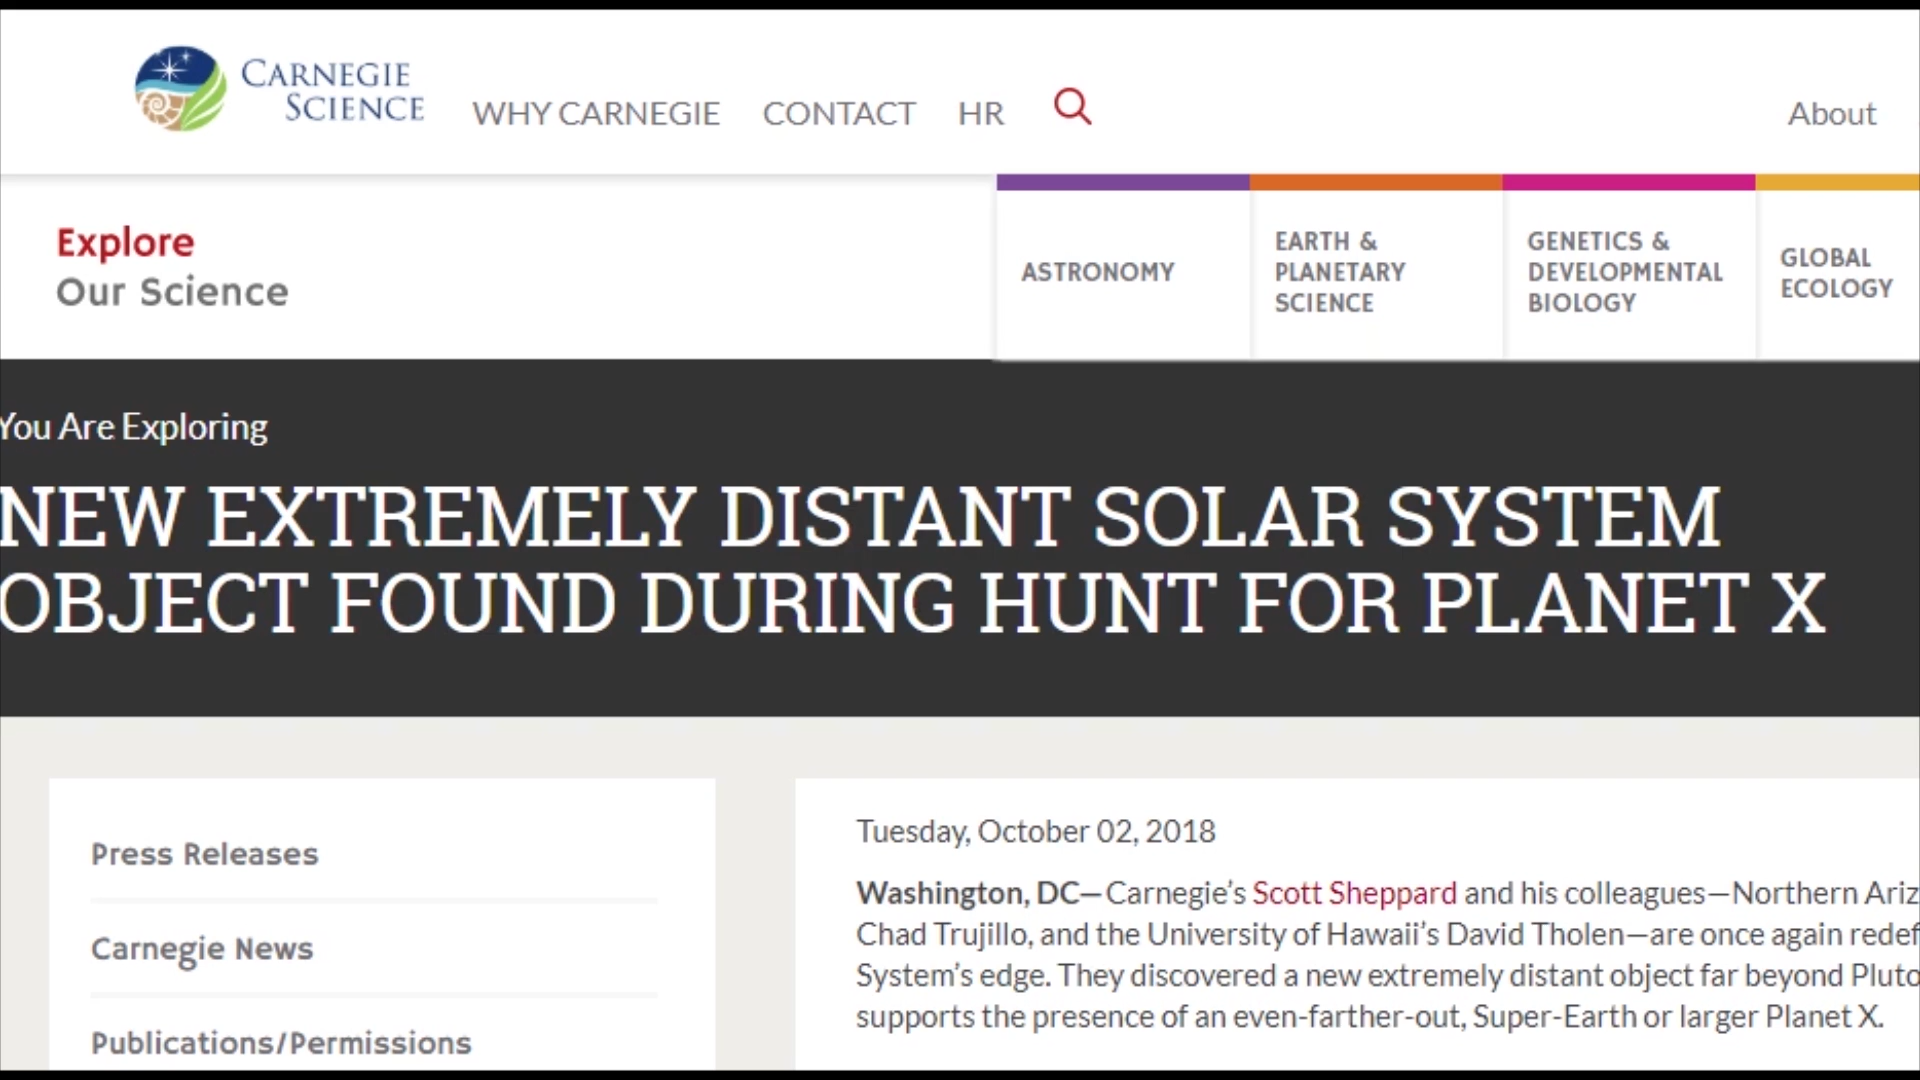 CARNEGIE
SCIENCE
WHY CARNEGIE CONTACT HR About
Explore
Our Science
ASTRONOMY
EARTH &
PLANETARY
SCIENCE
GENETICS &
DEVELOPMENTAL
BIOLOGY
GLOBAL
ECOLOGY
You Are Exploring
NEW EXTREMELY DISTANT SOLAR SYSTEM
OBJECT FOUND DURING HUNT FOR PLANET X
Press Releases
Carnegie News
Publications/Permissions
Tuesday, October 02, 2018
Washington, DC—Carnegie's Scott Sheppard and his colleagues—Northern Ariz
Chad Trujillo, and the University of Hawaii's David Tholen—are once again redef
System's edge. They discovered a new extremely distant object far beyond Pluto
supports the presence of an even-farther-out, Super-Earth or larger Planet X.